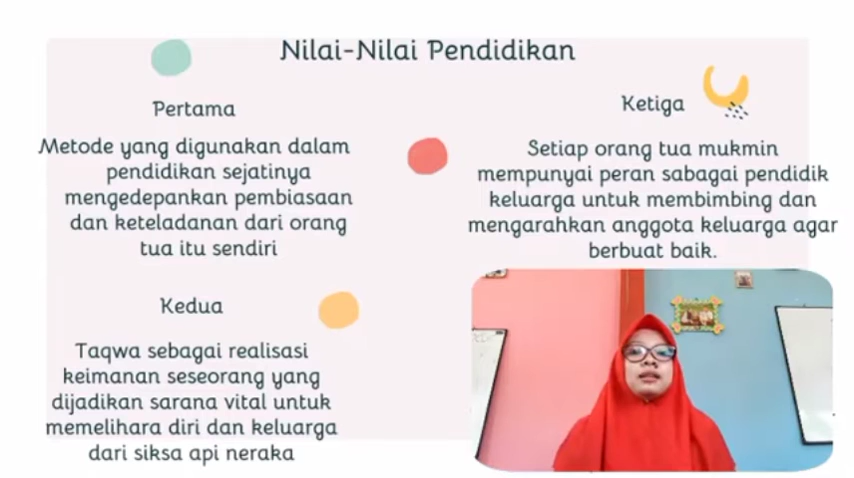 Nilai-Nilai Pendidikan
Pertama
Metode yang digunakan dalam
pendidikan sejatinya
mengedepankan pembiasaan
dan keteladanan dari orang
tua itu sendiri
Kedua
Taqwa sebagai realisasi
keimanan seseorang yang
dijadikan sarana vital untuk
memelihara diri dan keluarga
dari siksa api neraka
Ketiga
Setiap orang tua mukmin
mempunyai peran sabagai pendidik
keluarga untuk membimbing dan
mengarahkan anggota keluarga agar
berbuat baik.